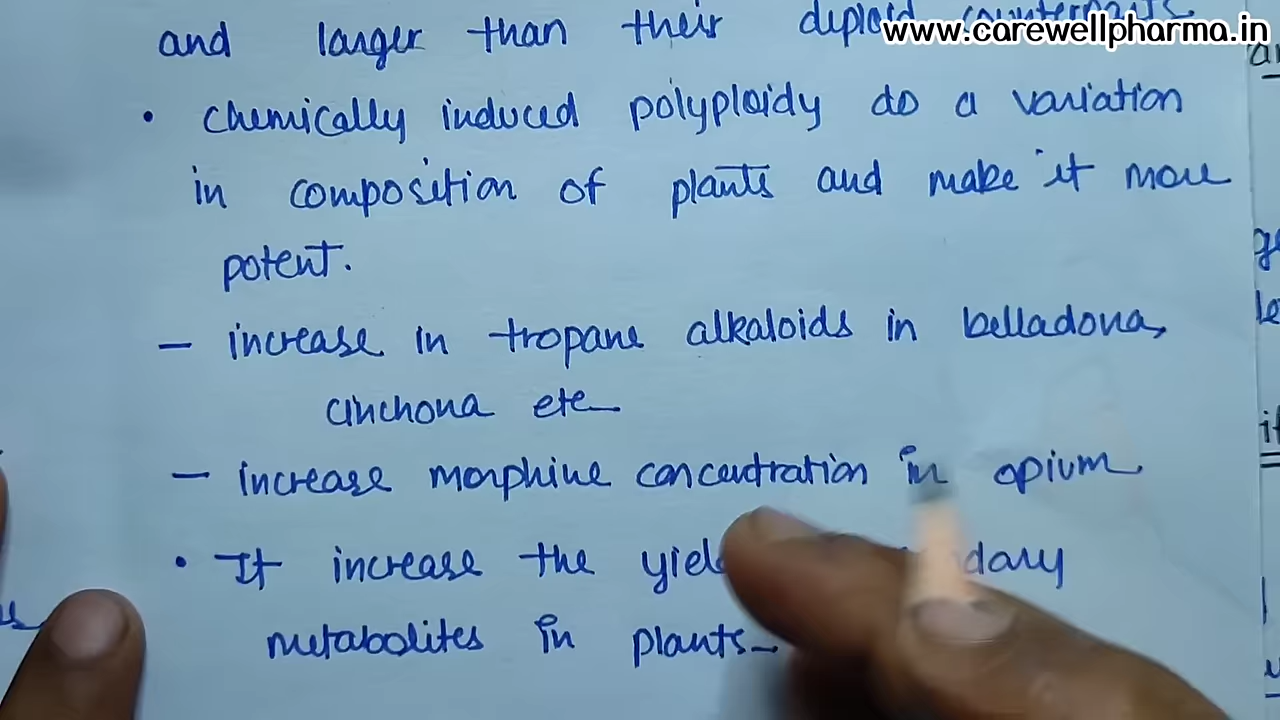 www.carewellpharma.in
and larger than their diploid counterparts
• chemically induced polyploidy do a variation
in composition of plants and make it more
potent.
— increase in tropane alkaloids in belladona,
cinchona etc
— increase morphine concentration in opium
• It increase the
metabolites in plants